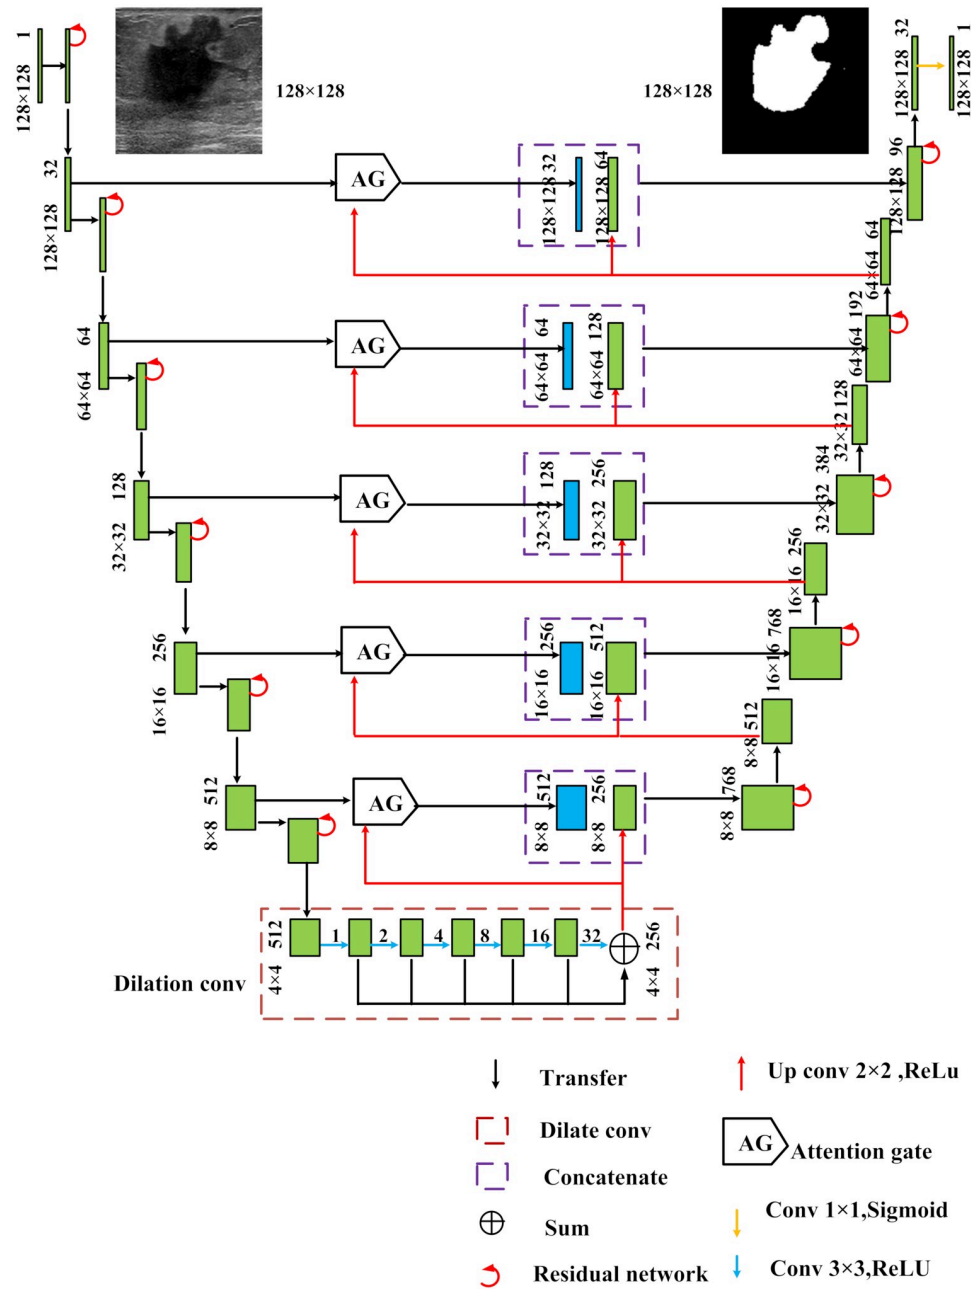 1
128×128
128×128
128×128
32
1
128×128
128×128
32
128×128
AG
128×128 32
128×128 64
128×128 96
64×64 64
64
64×64
AG
64×64 64
64×64 128
64×64 192
32×32 128
128
32×32
AG
32×32 128
32×32 256
32×32 384
16×16 256
256
16×16
AG
16×16 256
16×16 512
16×16 768
8×8 512
512
8×8
AG
8×8 512
8×8 256
8×8 768
Dilation conv
4×4 512
1
2
4
8
16
32
4×4 256
Transfer
Up conv 2×2 ,ReLu
Dilate conv
AG
Attention gate
Concatenate
Sum
Conv 1×1,Sigmoid
Residual network
Conv 3×3,ReLU